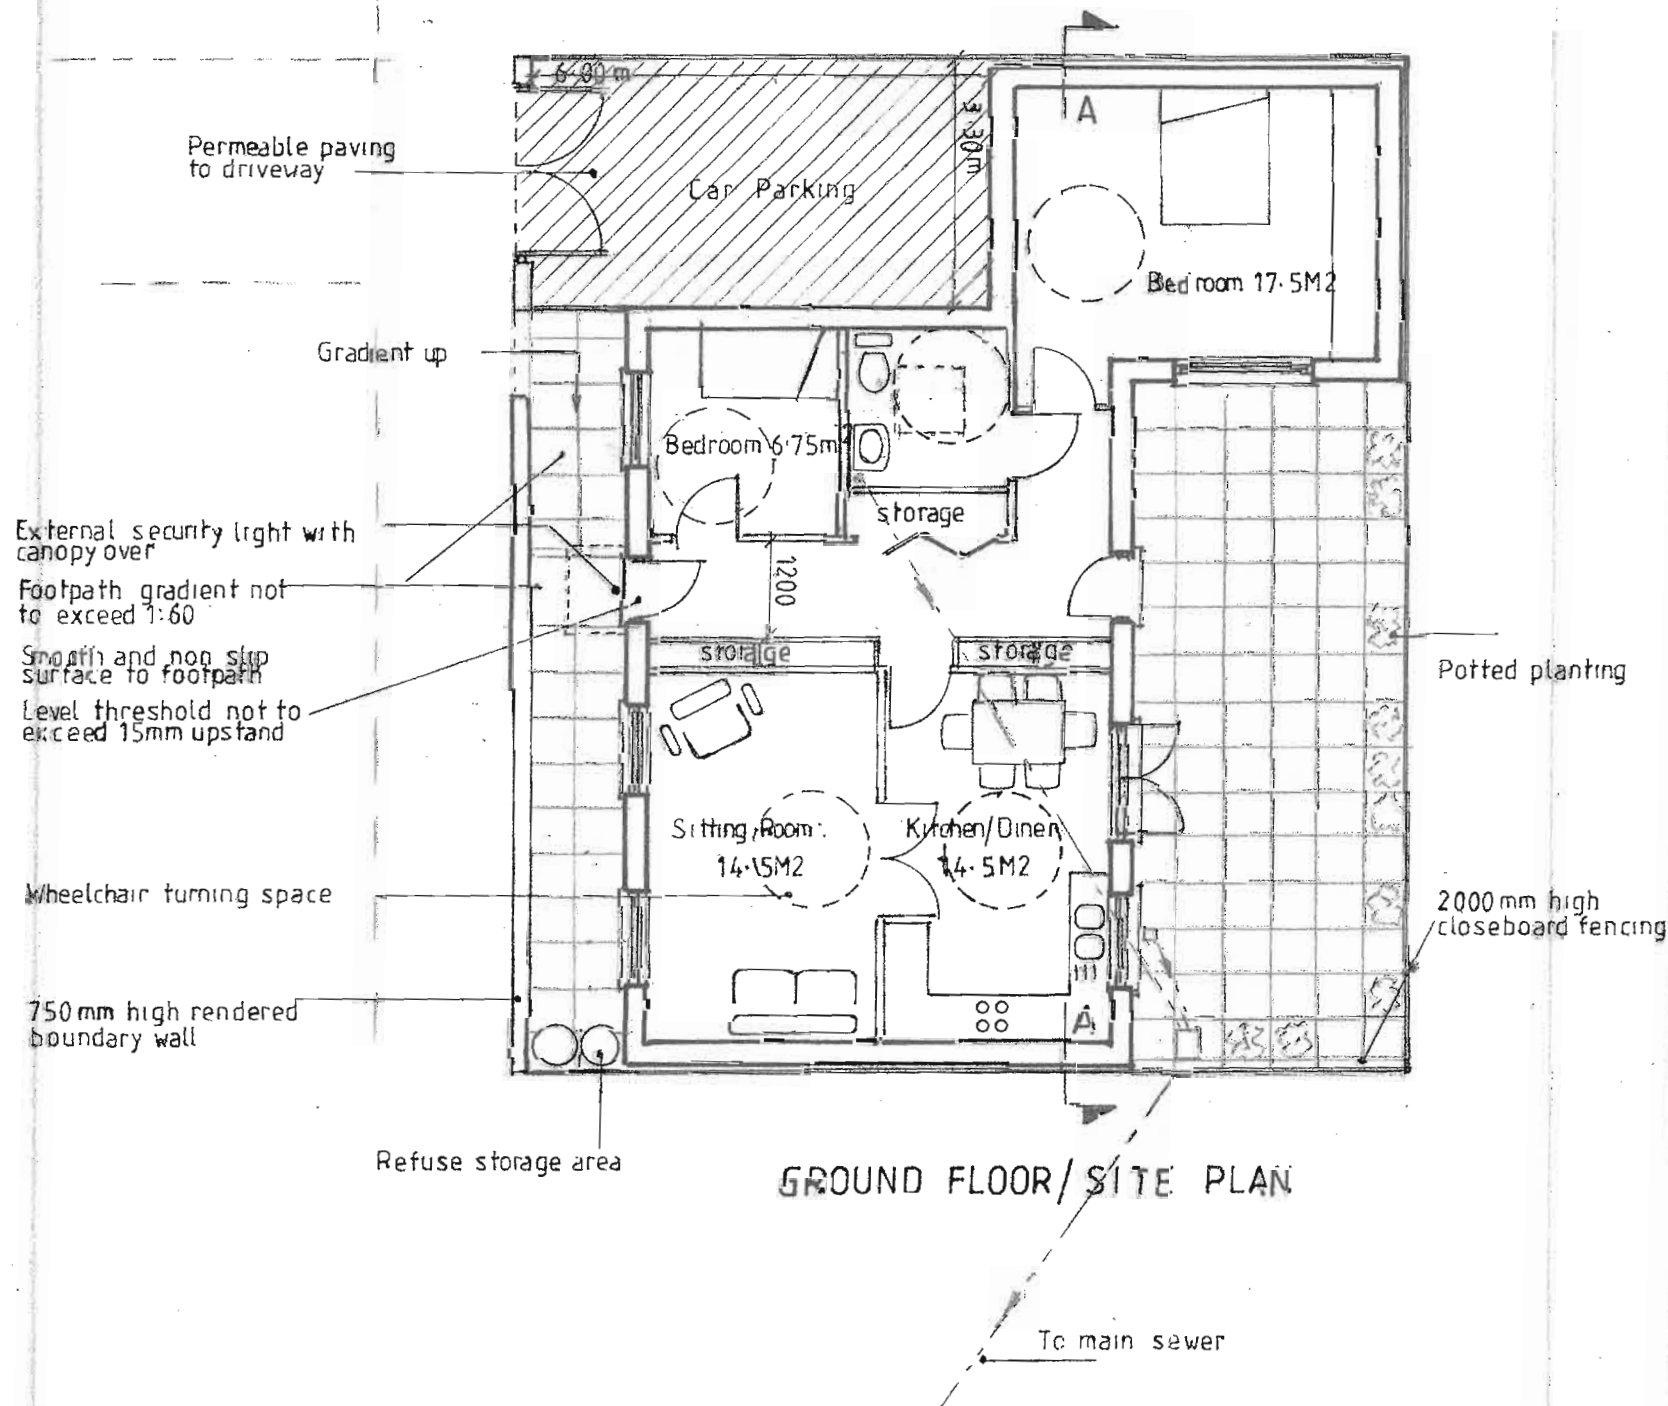 6·00m
A
3·30m
Permeable paving
to driveway
Car Parking
Bedroom 17·5M2
Gradient up
Bedroom 6·75m2
storage
External security light with
canopy over
1200
Footpath gradient not
to exceed 1:60
storage
storage
Smooth and non slip
surface to footpath
Potted planting
Level threshold not to
exceed 15mm upstand
Sitting Room
14·15M2
Kitchen/Diner
14·5M2
Wheelchair turning space
2000mm high
closeboard fencing
750mm high rendered
boundary wall
A
Refuse storage area
GROUND FLOOR/SITE PLAN
To main sewer